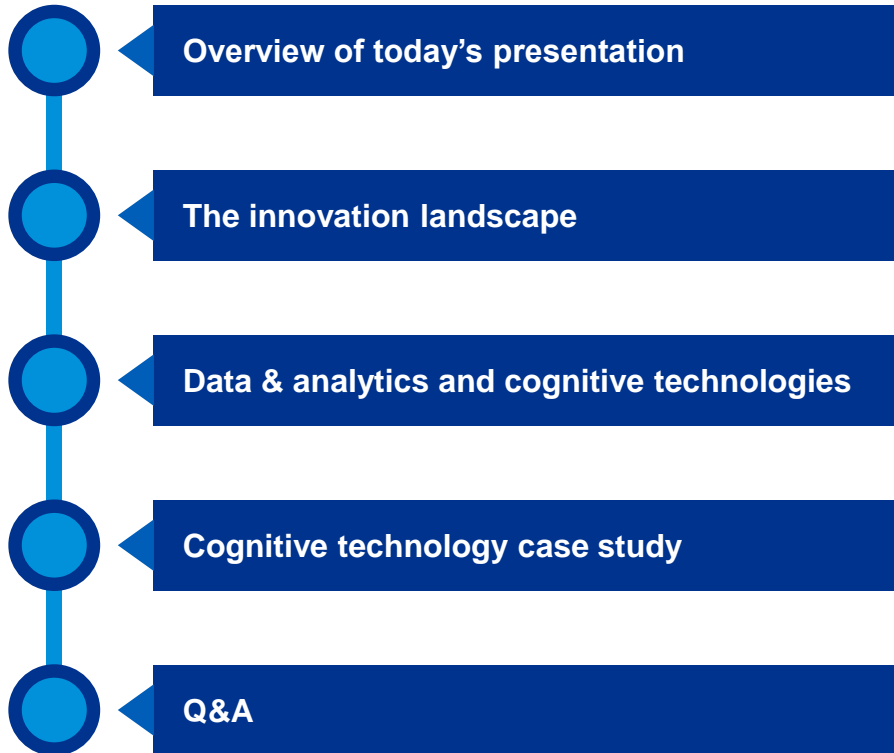 Overview of today’s presentation
The innovation landscape
Data & analytics and cognitive technologies
Cognitive technology case study
Q&A